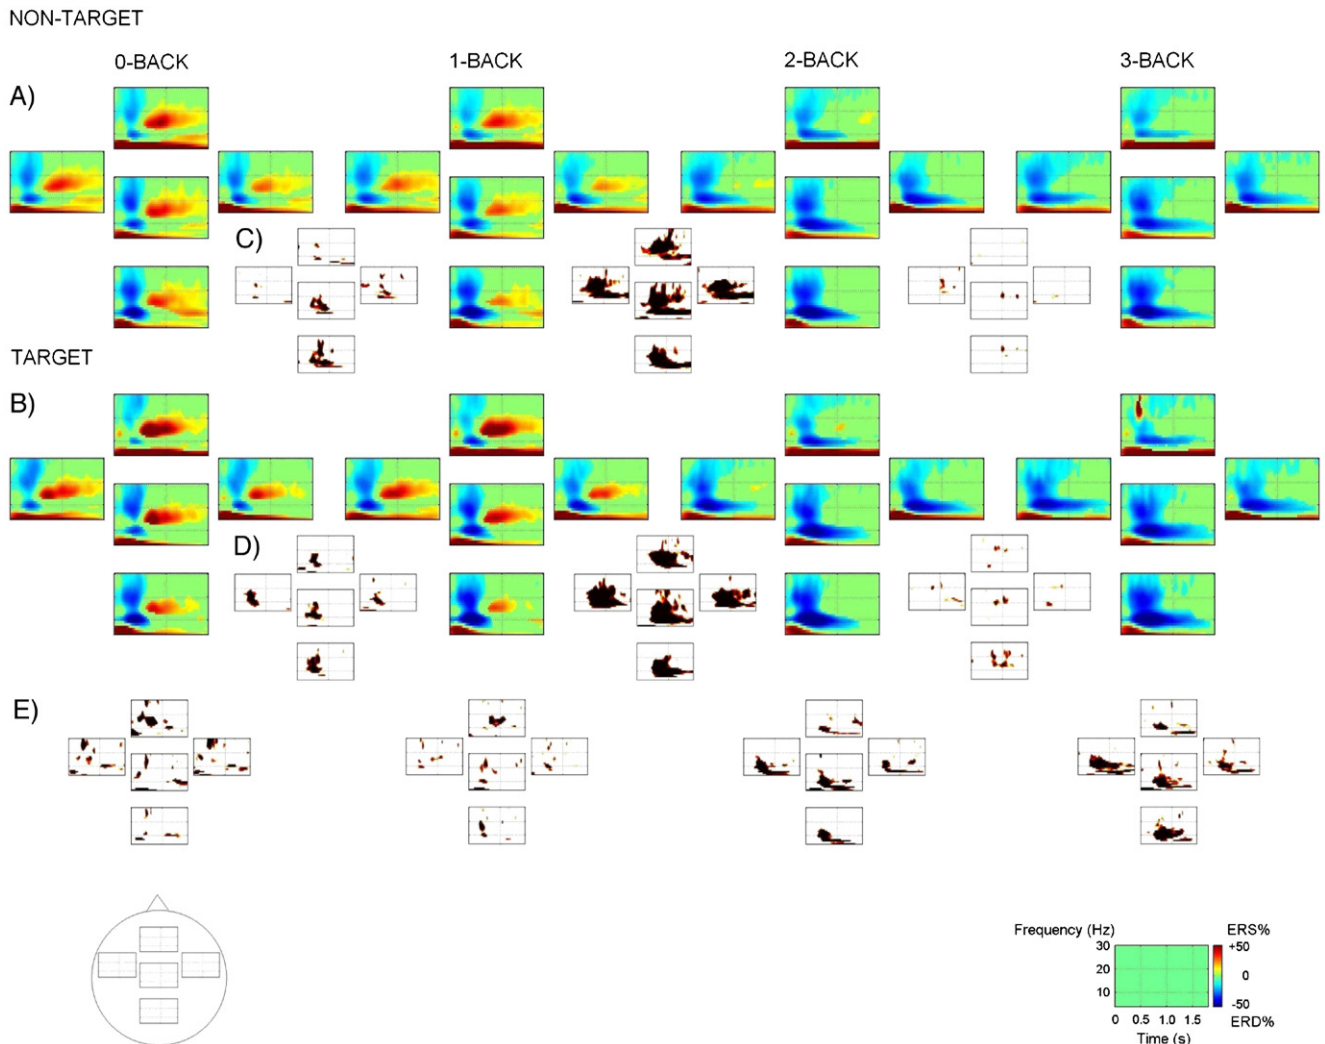 NON-TARGET
0-BACK 1-BACK 2-BACK 3-BACK
A)
C)
TARGET
B)
D)
E)
Frequency (Hz) ERS%
30 +50
20 0
10 -50
0 0.5 1.0 1.5 ERD%
Time (s)